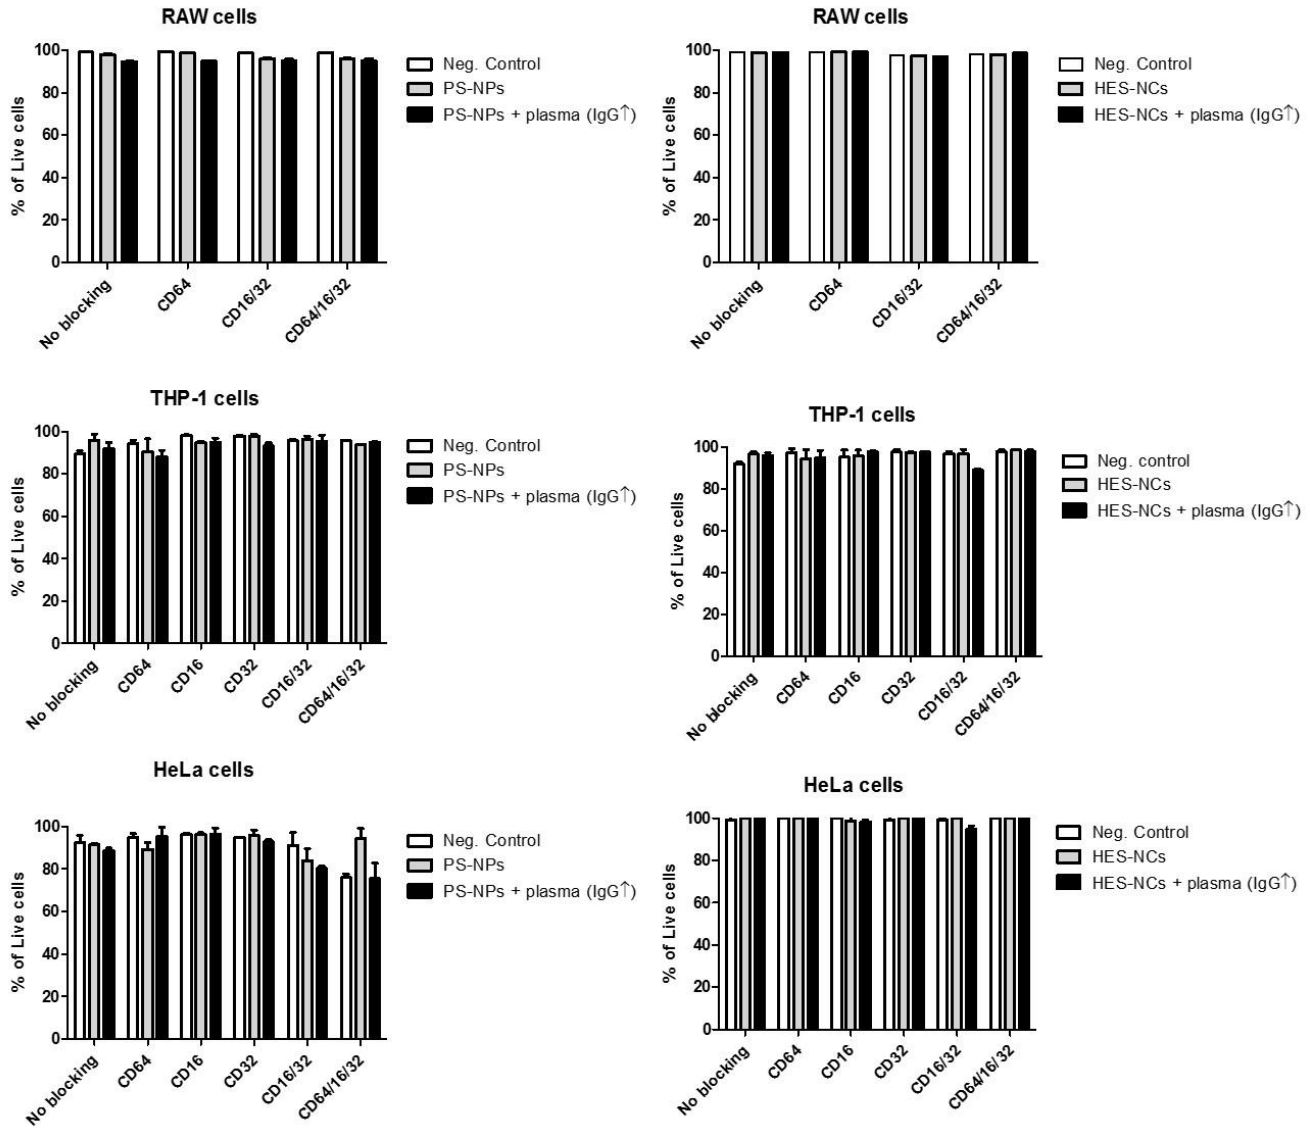 RAW cells
% of Live cells
100
80
60
40
20
0
No blocking
CD64
CD16/32
CD64/16/32
Neg. Control
PS-NPs
PS-NPs + plasma (IgG↑)
RAW cells
% of Live cells
100
80
60
40
20
0
No blocking
CD64
CD16/32
CD64/16/32
Neg. Control
HES-NCs
HES-NCs + plasma (IgG↑)
THP-1 cells
% of Live cells
100
80
60
40
20
0
No blocking
CD64
CD16
CD32
CD16/32
CD64/16/32
Neg. Control
PS-NPs
PS-NPs + plasma (IgG↑)
THP-1 cells
% of Live cells
100
80
60
40
20
0
No blocking
CD64
CD16
CD32
CD16/32
CD64/16/32
Neg. control
HES-NCs
HES-NCs + plasma (IgG↑)
HeLa cells
% of Live cells
100
80
60
40
20
0
No blocking
CD64
CD16
CD32
CD16/32
CD64/16/32
Neg. Control
PS-NPs
PS-NPs + plasma (IgG↑)
HeLa cells
% of Live cells
100
80
60
40
20
0
No blocking
CD64
CD16
CD32
CD16/32
CD64/16/32
Neg. Control
HES-NCs
HES-NCs + plasma (IgG↑)